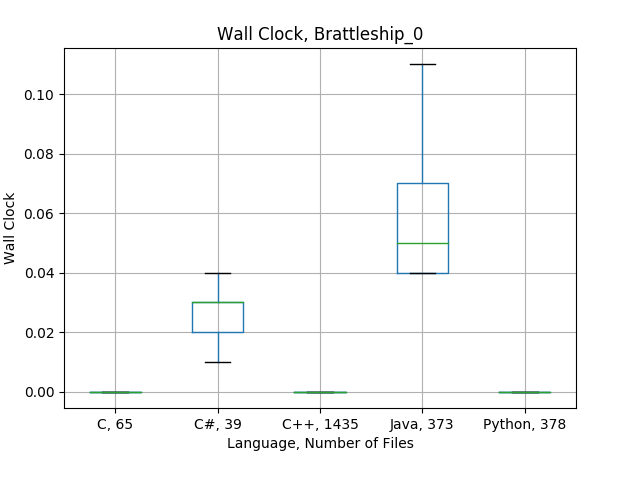 Wall Clock, Brattleship_0
Wall Clock
0.10
0.08
0.06
0.04
0.02
0.00
C, 65
C#, 39
C++, 1435
Java, 373
Python, 378
Language, Number of Files